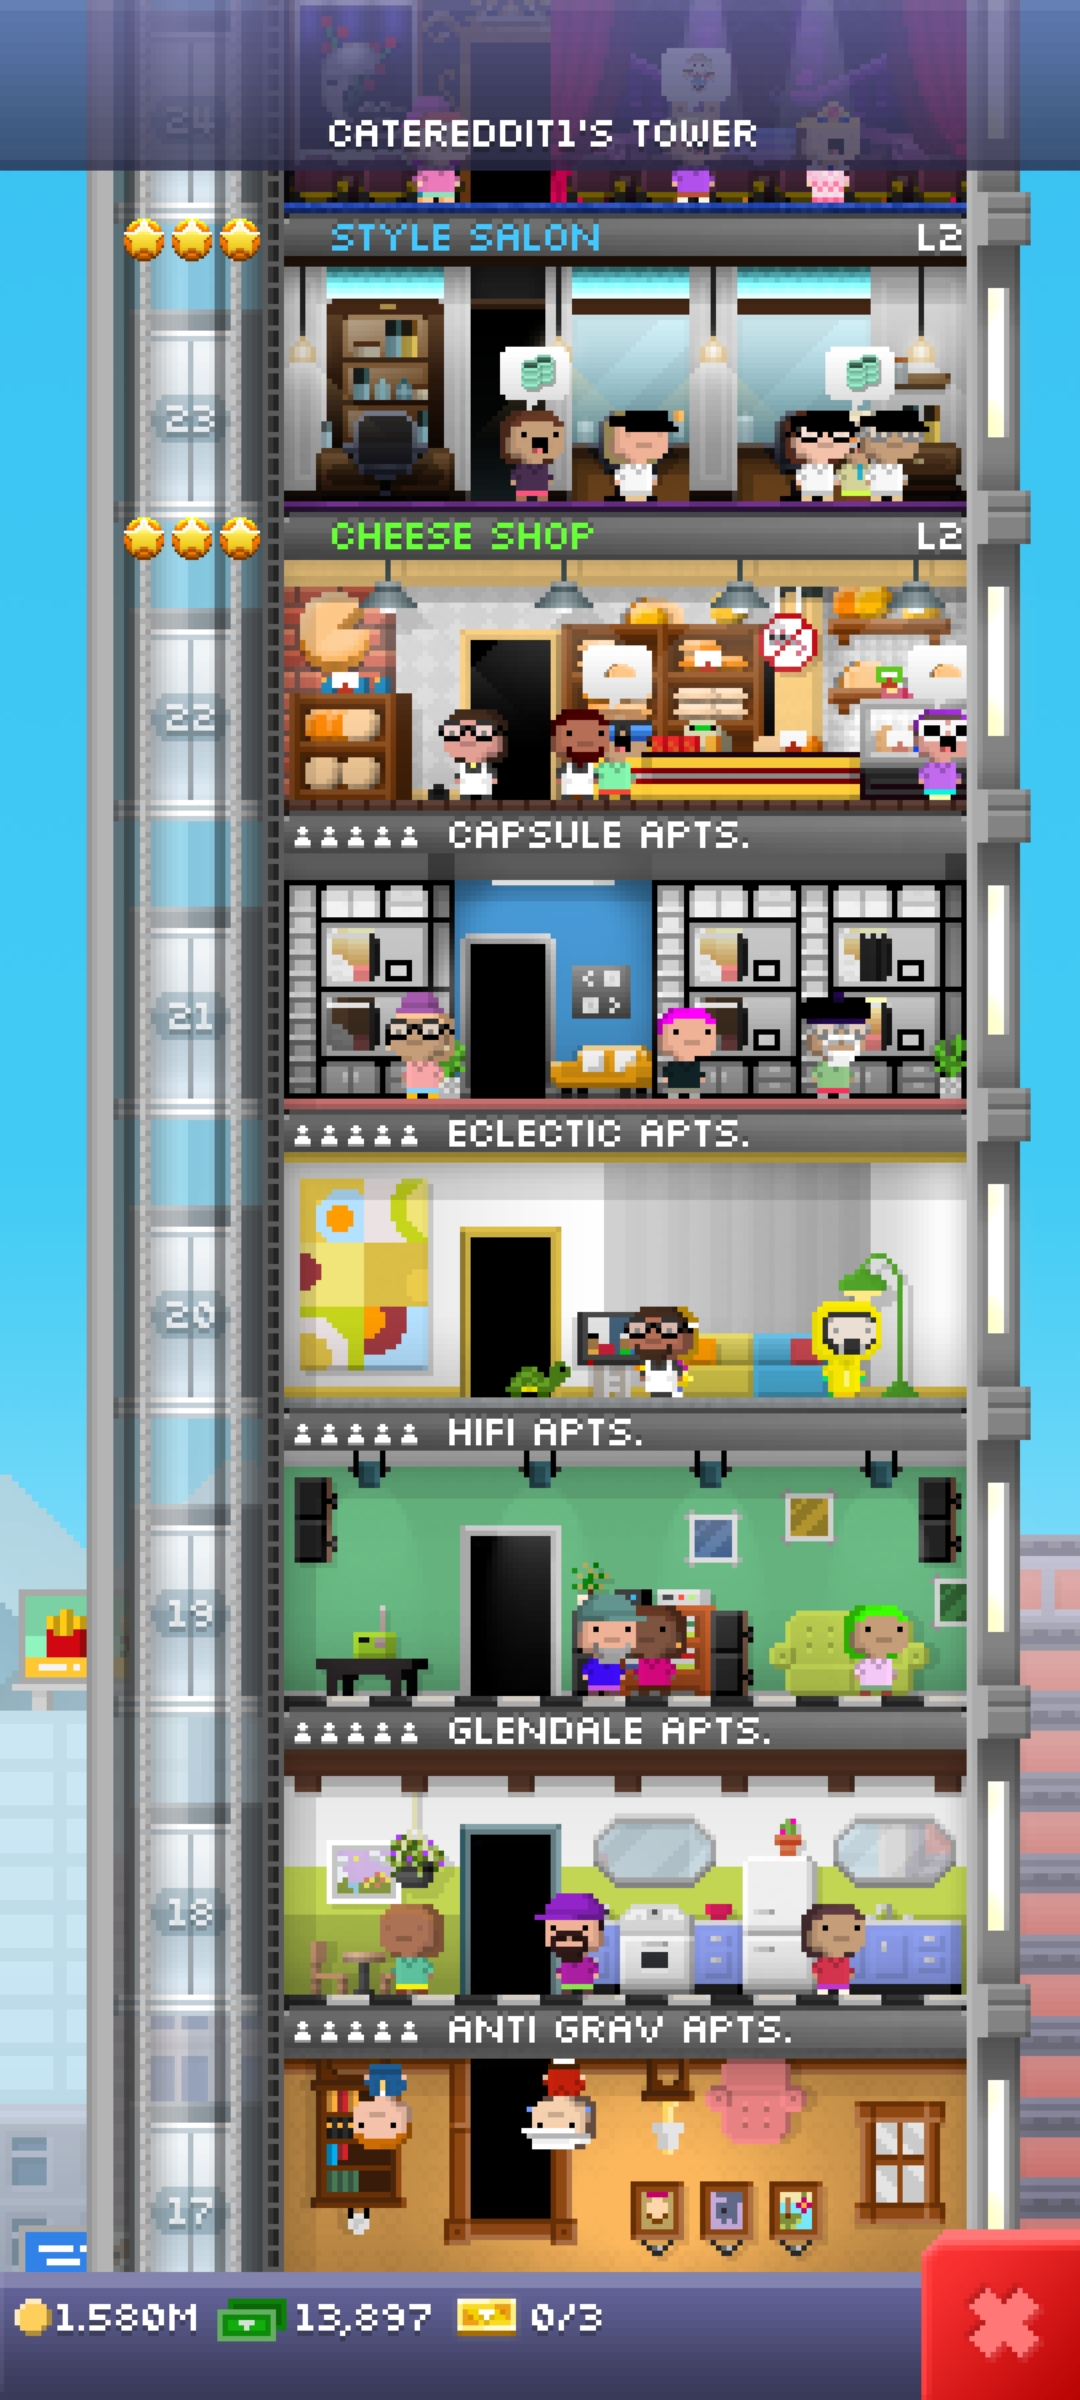 24
CATEREDDIT1'S TOWER
STYLE SALON L2
23
CHEESE SHOP L2
22
CAPSULE APTS.
21
ECLECTIC APTS.
20
HIFI APTS.
19
GLENDALE APTS.
18
ANTI GRAV APTS.
17
1.580M 13,897 0/3